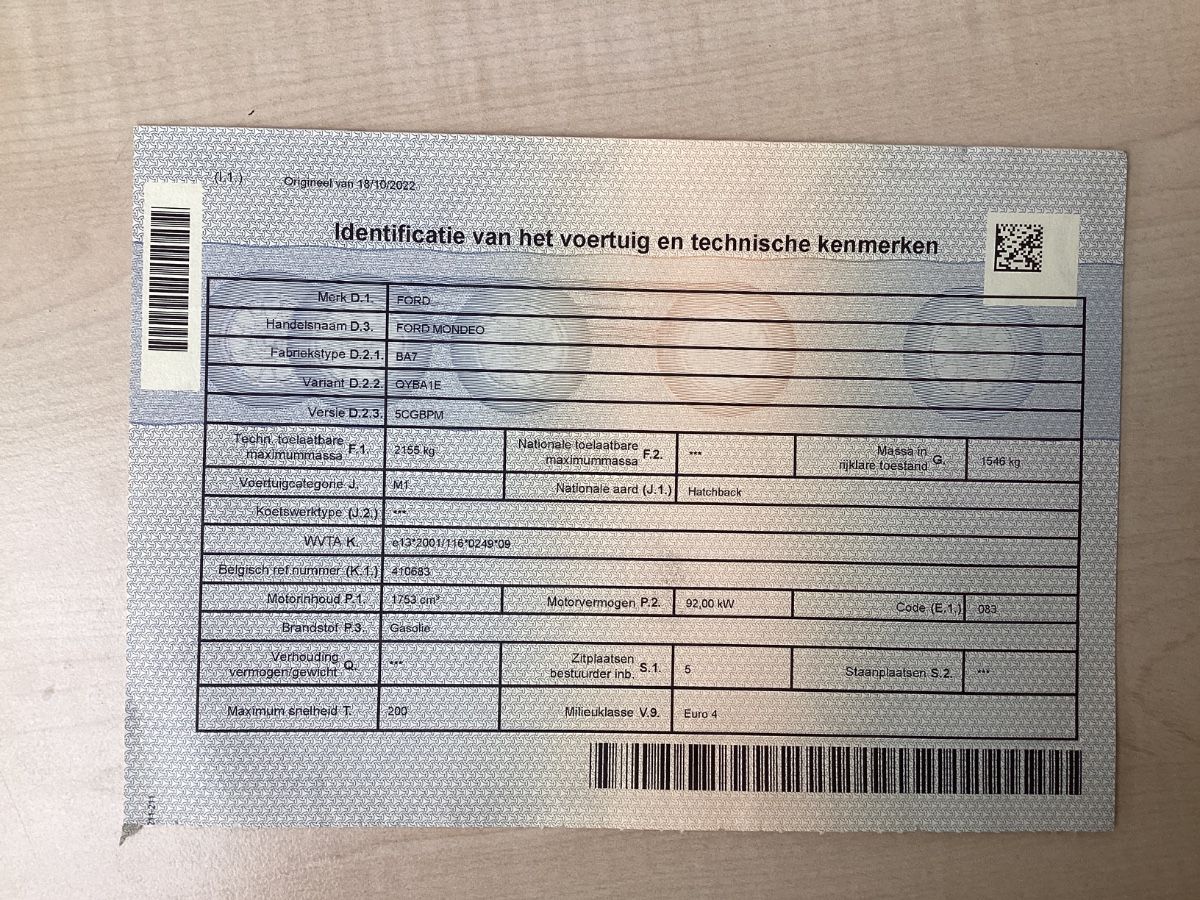 (I.1.) Origineel van 18/10/2022
Identificatie van het voertuig en technische kenmerken
Merk D.1. FORD
Handelsnaam D.3. FORD MONDEO
Fabriekstype D.2.1. BA7
Variant D.2.2. QYBA1E
Versie D.2.3. 5CGBPM
Techn. toelaatbare maximummassa F.1. 2155 kg Nationale toelaatbare maximummassa F.2. *** Massa in rijklare toestand G. 1546 kg
Voertuigcategorie J. M1 Nationale aard (J.1.) Hatchback
Koetswerktype (J.2.) ***
WVTA K. e13*2001/116*0249*09
Belgisch ref.nummer (K.1.) 410683
Motorinhoud P.1. 1753 cm³ Motorvermogen P.2. 92,00 kW Code (E.1.) 083
Brandstof P.3. Gasolie
Verhouding vermogen/gewicht Q. *** Zitplaatsen bestuurder inb. S.1. 5 Staanplaatsen S.2. ***
Maximum snelheid T. 200 Milieuklasse V.9. Euro 4